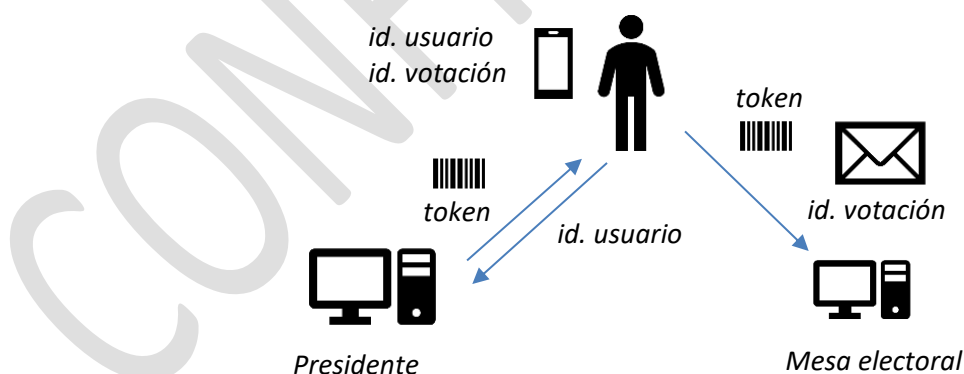 id. usuario
id. votación
token
token
id. votación
id. usuario
Presidente
Mesa electoral